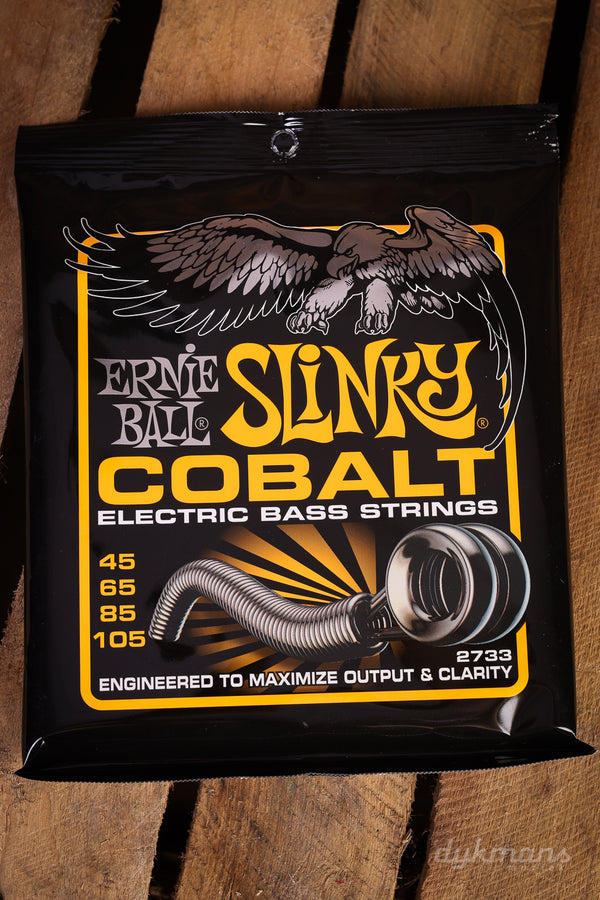 ERNIE BALL® SLINKY®
COBALT
ELECTRIC BASS STRINGS
45
65
85
105
2733
ENGINEERED TO MAXIMIZE OUTPUT & CLARITY
dykmans